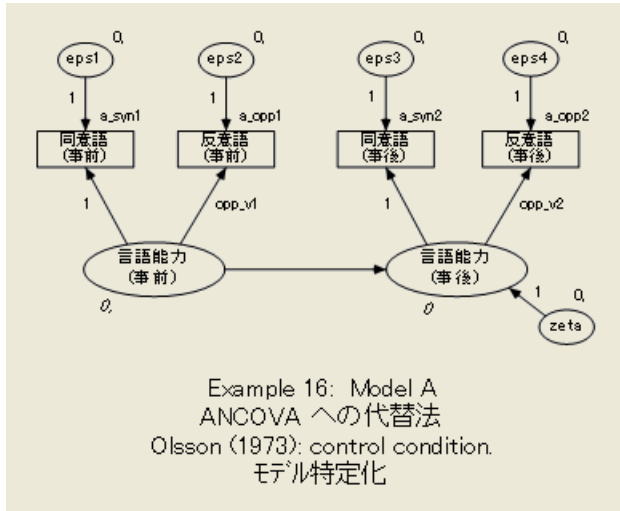 0,
0,
0,
0,
eps1
eps2
eps3
eps4
1
1
1
1
a_syn1
a_opp1
a_syn2
a_opp2
同意語
(事前)
反意語
(事前)
同意語
(事後)
反意語
(事後)
1
opp_v1
1
opp_v2
言語能力
(事前)
言語能力
(事後)
0,
0
1
0,
zeta
Example 16: Model A
ANCOVA への代替法
Olsson (1973): control condition.
モデル特定化